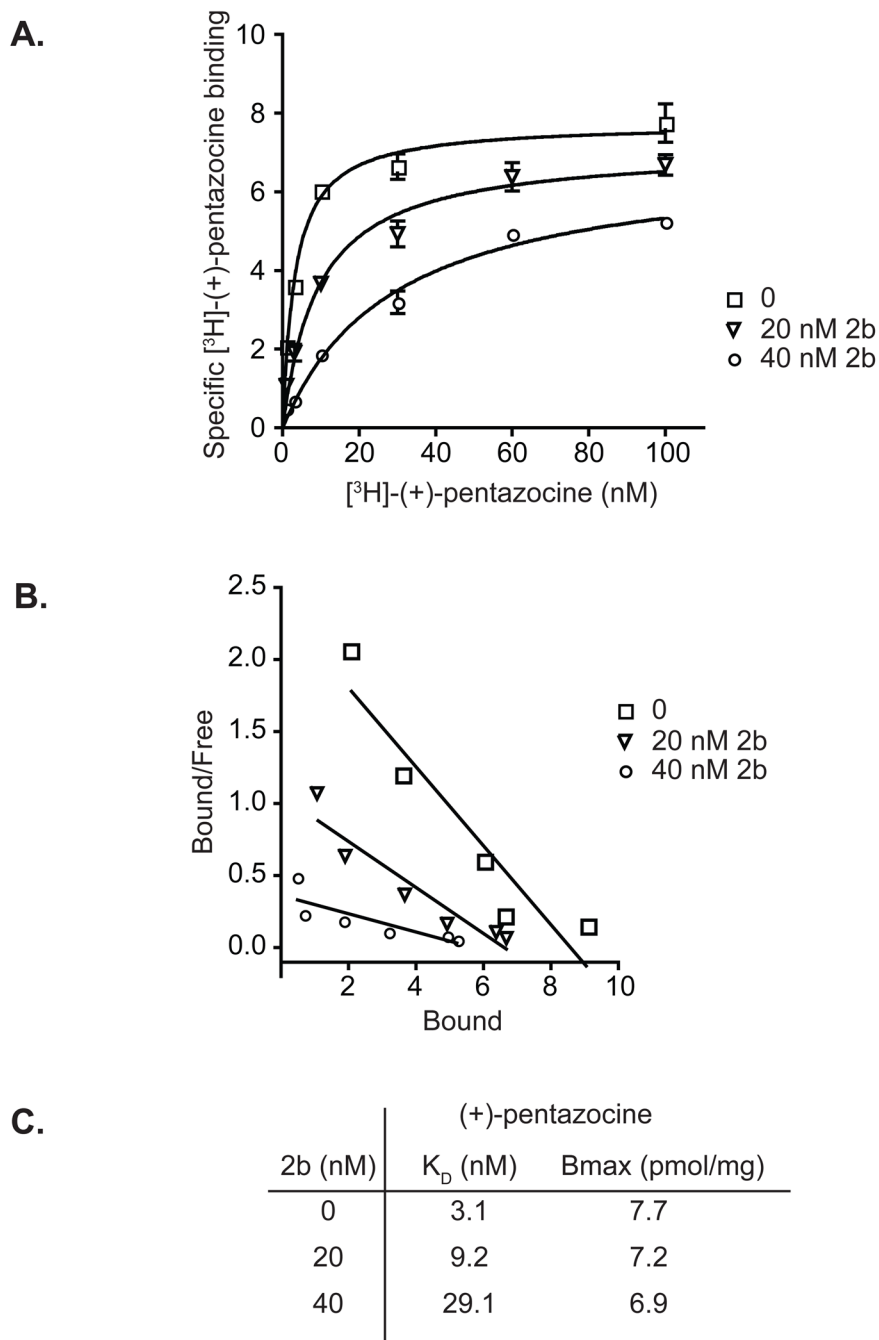 A.
Specific [³H]-(+)-pentazocine binding
10
8
6
4
2
0
0 20 40 60 80 100
[³H]-(+)-pentazocine (nM)
0
20 nM 2b
40 nM 2b
B.
Bound/Free
2.5
2.0
1.5
1.0
0.5
0.0
2 4 6 8 10
Bound
0
20 nM 2b
40 nM 2b
C.
(+)-pentazocine
2b (nM) K_D (nM) Bmax (pmol/mg)
0 3.1 7.7
20 9.2 7.2
40 29.1 6.9